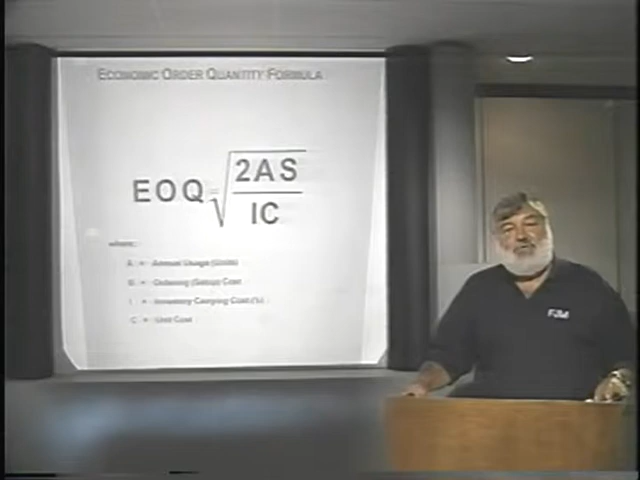 ECONOMIC ORDER QUANTITY FORMULA
EOQ = √2AS
IC
where:
A = Annual Usage (Units)
S = Ordering (Setup) Cost
I = Inventory Carrying Cost (%)
C = Unit Cost